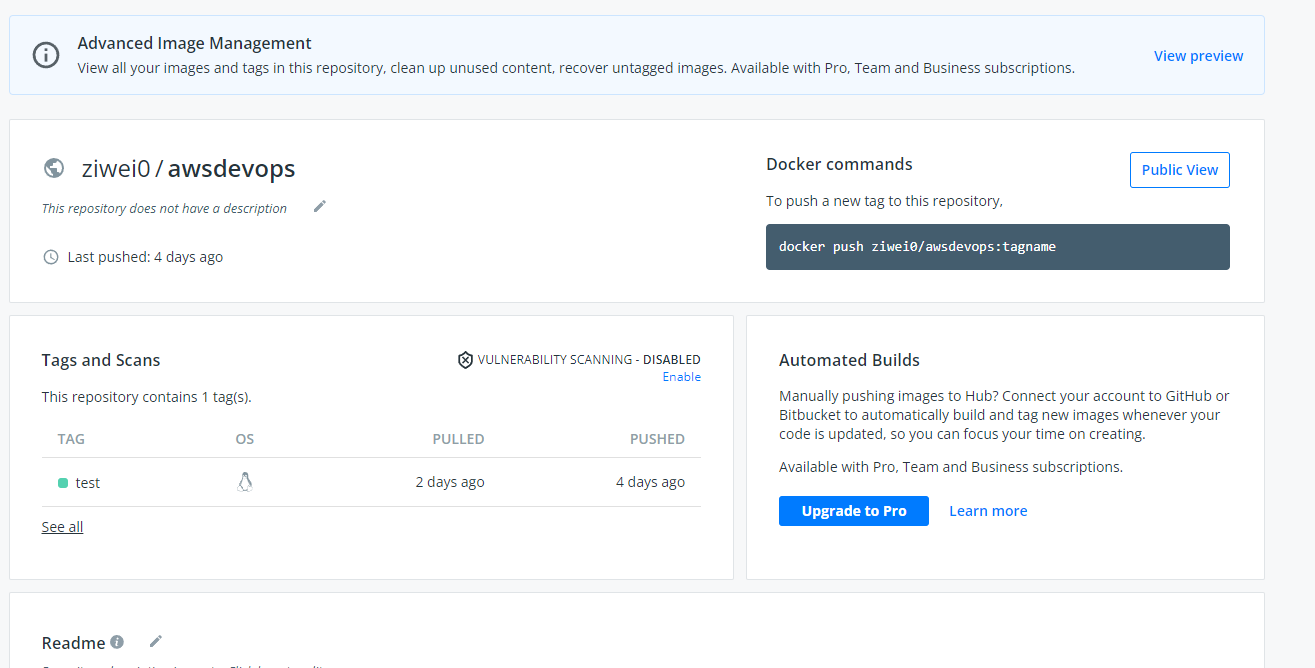 Advanced Image Management
View all your images and tags in this repository, clean up unused content, recover untagged images. Available with Pro, Team and Business subscriptions.
View preview
ziwei0 / awsdevops
This repository does not have a description
Last pushed: 4 days ago
Docker commands
Public View
To push a new tag to this repository,
docker push ziwei0/awsdevops:tagname
Tags and Scans
VULNERABILITY SCANNING - DISABLED
Enable
This repository contains 1 tag(s).
TAG OS PULLED PUSHED
test 2 days ago 4 days ago
See all
Automated Builds
Manually pushing images to Hub? Connect your account to GitHub or
Bitbucket to automatically build and tag new images whenever your
code is updated, so you can focus your time on creating.
Available with Pro, Team and Business subscriptions.
Upgrade to Pro
Learn more
Readme